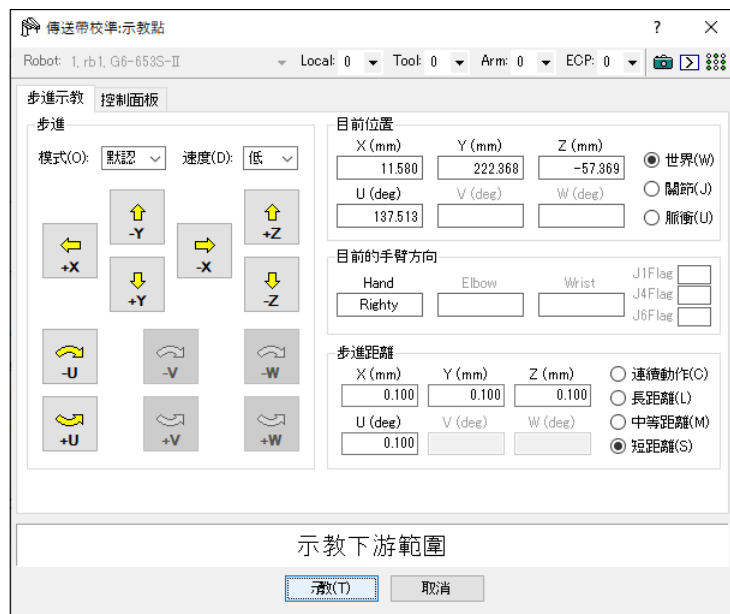 傳送帶校準:示教點
Robot: 1, rb1, G6-653S-II Local: 0 Tool: 0 Arm: 0 ECP: 0
步進示教 控制面板
步進
模式(O): 默認 速度(D): 低
-Y
+Z
+X
-X
+Y
-Z
-U -V -W
+U +V +W
目前位置
X (mm) Y (mm) Z (mm)
11.580 222.368 -57.369
U (deg) V (deg) W (deg)
137.513
世界(W)
關節(J)
脈衝(U)
目前的手臂方向
Hand Elbow Wrist
Righty
J1Flag
J4Flag
J6Flag
步進距離
X (mm) Y (mm) Z (mm)
0.100 0.100 0.100
U (deg) V (deg) W (deg)
0.100
連續動作(C)
長距離(L)
中等距離(M)
短距離(S)
示教下游範圍
示教(T) 取消